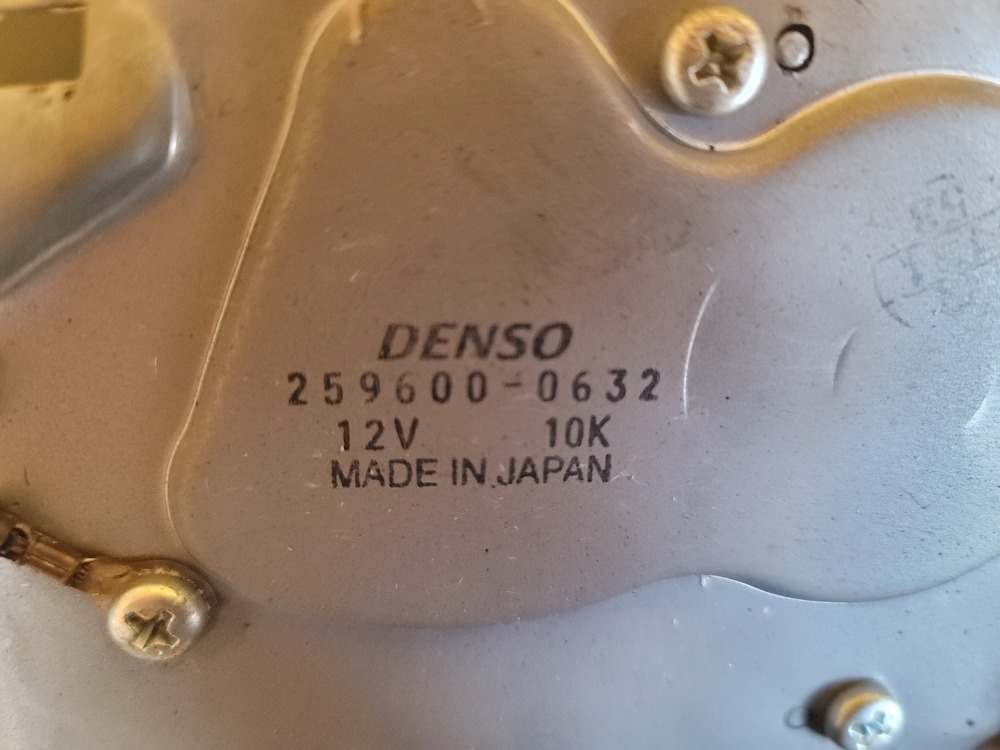 DENSO
259600-0632
12V 10K
MADE IN JAPAN